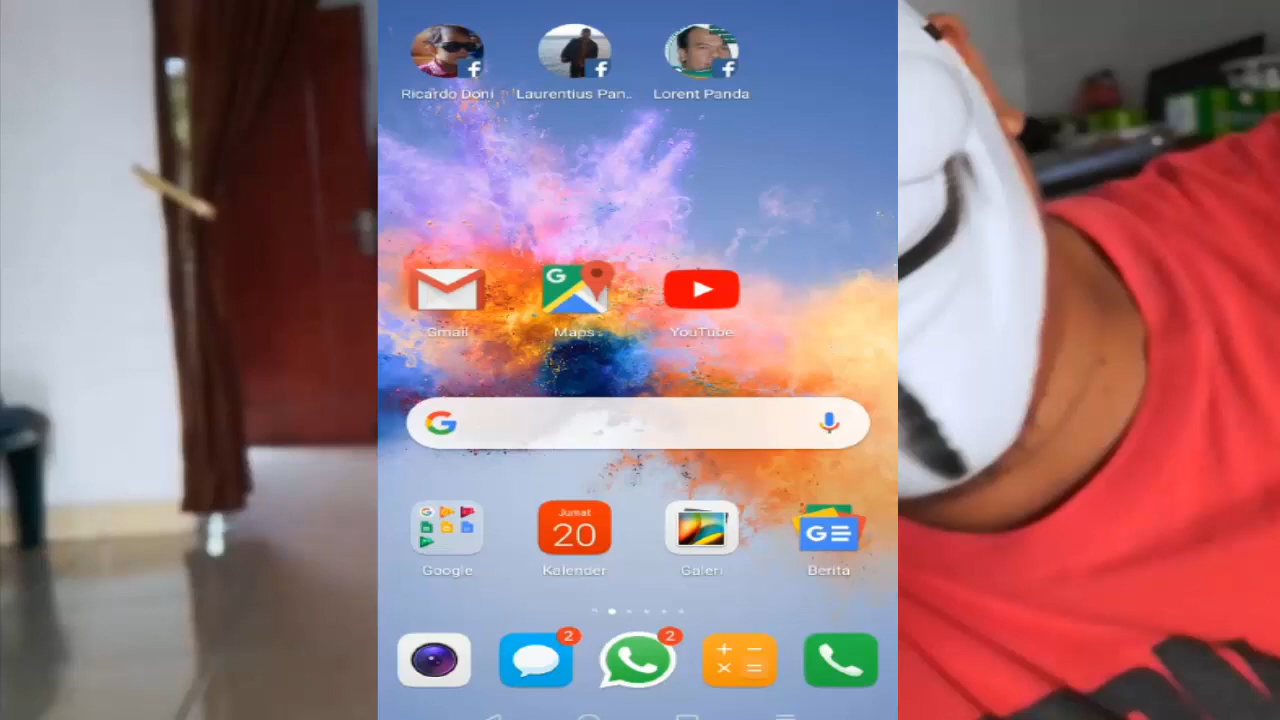 Ricardo Doni
Laurentius Pan..
Lorent Panda
Gmail
Maps
YouTube
Google
Jumat
20
Kalender
Galeri
Berita
2
2